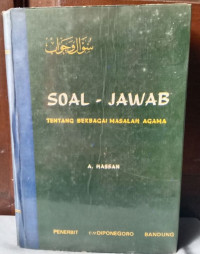 سؤال وجواب
SOAL - JAWAB
TENTANG BERBAGAI MASALAH AGAMA
A. HASSAN
PENERBIT C.V. DIPONEGORO BANDUNG